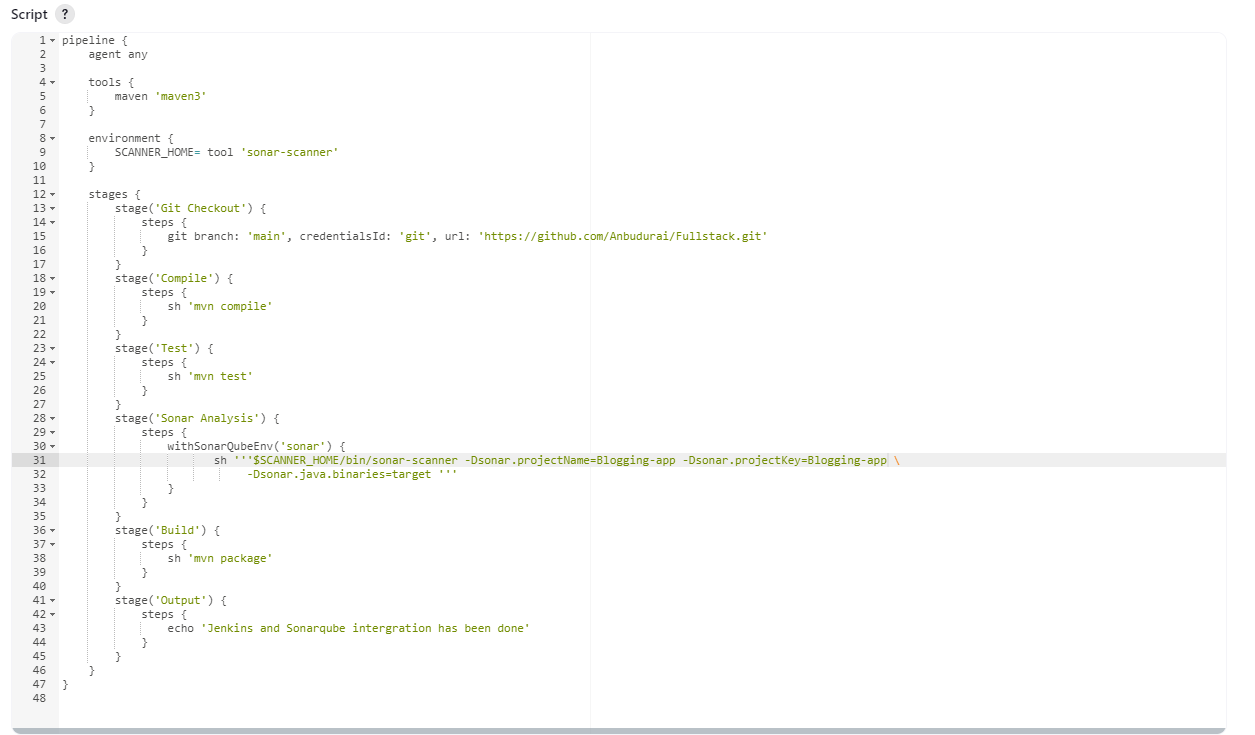 Script ?
1 pipeline {
2     agent any
3
4     tools {
5         maven 'maven3'
6     }
7
8     environment {
9         SCANNER_HOME= tool 'sonar-scanner'
10     }
11
12     stages {
13         stage('Git Checkout') {
14             steps {
15                 git branch: 'main', credentialsId: 'git', url: 'https://github.com/Anbudurai/Fullstack.git'
16             }
17         }
18         stage('Compile') {
19             steps {
20                 sh 'mvn compile'
21             }
22         }
23         stage('Test') {
24             steps {
25                 sh 'mvn test'
26             }
27         }
28         stage('Sonar Analysis') {
29             steps {
30                 withSonarQubeEnv('sonar') {
31                        sh '''$SCANNER_HOME/bin/sonar-scanner -Dsonar.projectName=Blogging-app -Dsonar.projectKey=Blogging-app \
32                             -Dsonar.java.binaries=target '''
33                 }
34             }
35         }
36         stage('Build') {
37             steps {
38                 sh 'mvn package'
39             }
40         }
41         stage('Output') {
42             steps {
43                 echo 'Jenkins and Sonarqube intergration has been done'
44             }
45         }
46     }
47 }
48